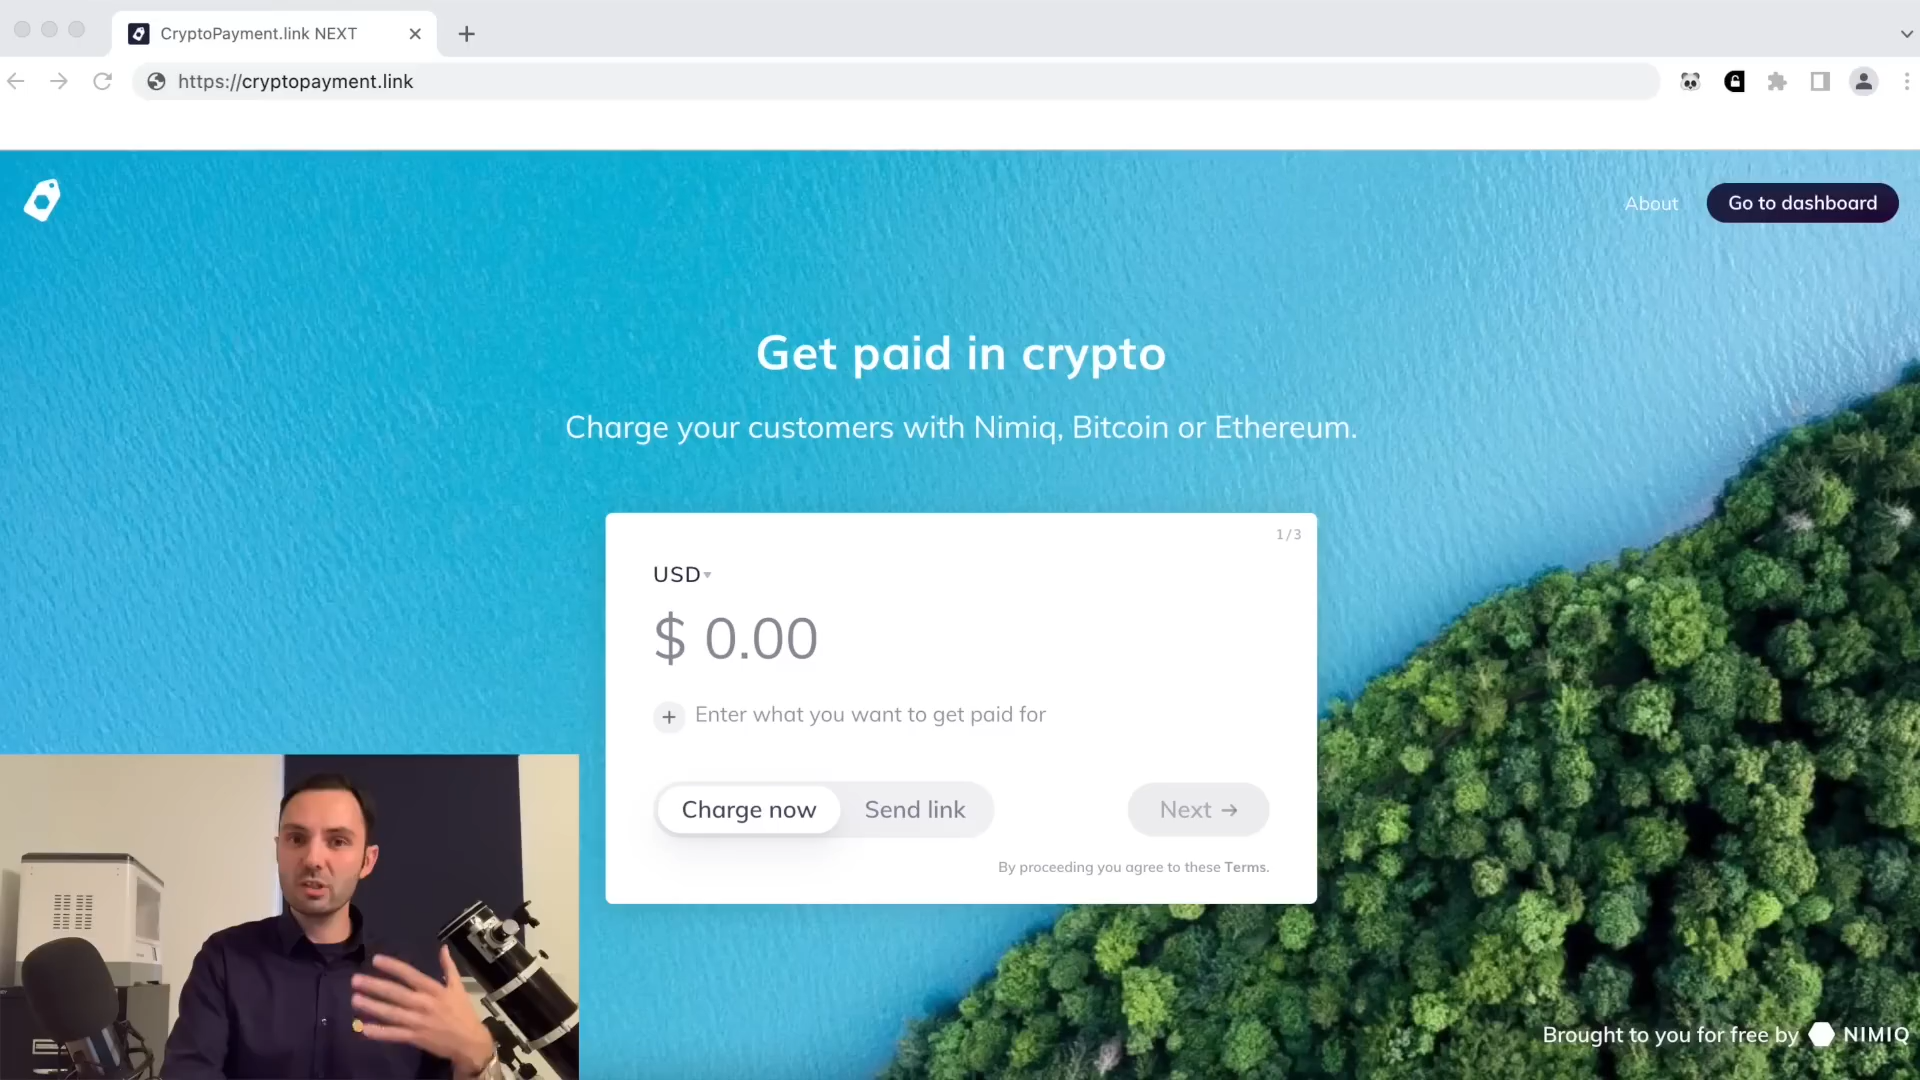 CryptoPayment.link NEXT
https://cryptopayment.link
About
Go to dashboard
Get paid in crypto
Charge your customers with Nimiq, Bitcoin or Ethereum.
1/3
USD
$ 0.00
+ Enter what you want to get paid for
Charge now
Send link
Next →
By proceeding you agree to these Terms.
Brought to you for free by NIMIQ